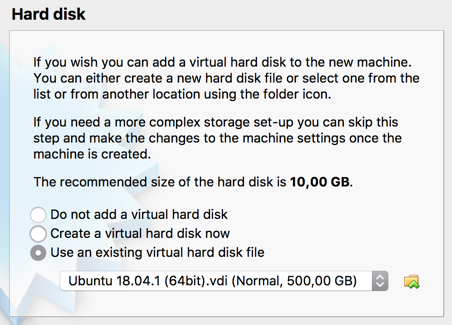 Hard disk
If you wish you can add a virtual hard disk to the new machine.
You can either create a new hard disk file or select one from the
list or from another location using the folder icon.
If you need a more complex storage set-up you can skip this
step and make the changes to the machine settings once the
machine is created.
The recommended size of the hard disk is 10,00 GB.
Do not add a virtual hard disk
Create a virtual hard disk now
Use an existing virtual hard disk file
Ubuntu 18.04.1 (64bit).vdi (Normal, 500,00 GB)